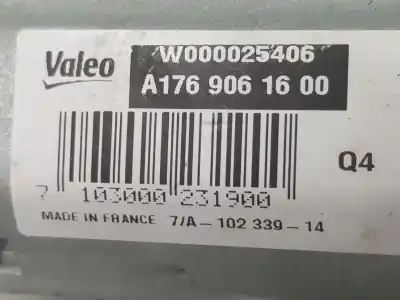 Valeo
W000025406
A176 906 16 00
Q4
7 103000 231900
MADE IN FRANCE 7/A-102 339-14